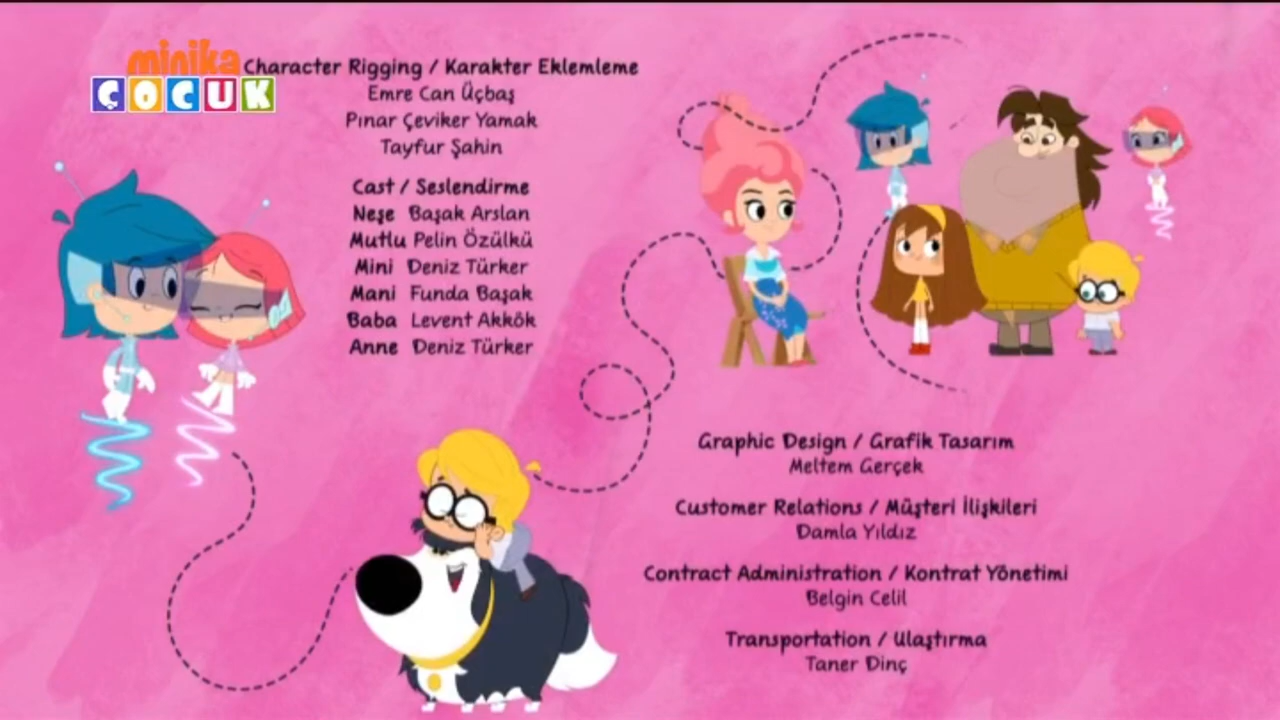 minika
ÇOCUK
Character Rigging / Karakter Eklemleme
Emre Can Üçbaş
Pınar Çeviker Yamak
Tayfur Şahin
Cast / Seslendirme
Neşe Başak Arslan
Mutlu Pelin Özülkü
Mini Deniz Türker
Mani Funda Başak
Baba Levent Akkök
Anne Deniz Türker
Graphic Design / Grafik Tasarım
Meltem Gerçek
Customer Relations / Müşteri İlişkileri
Damla Yıldız
Contract Administration / Kontrat Yönetimi
Belgin Celil
Transportation / Ulaştırma
Taner Dinç